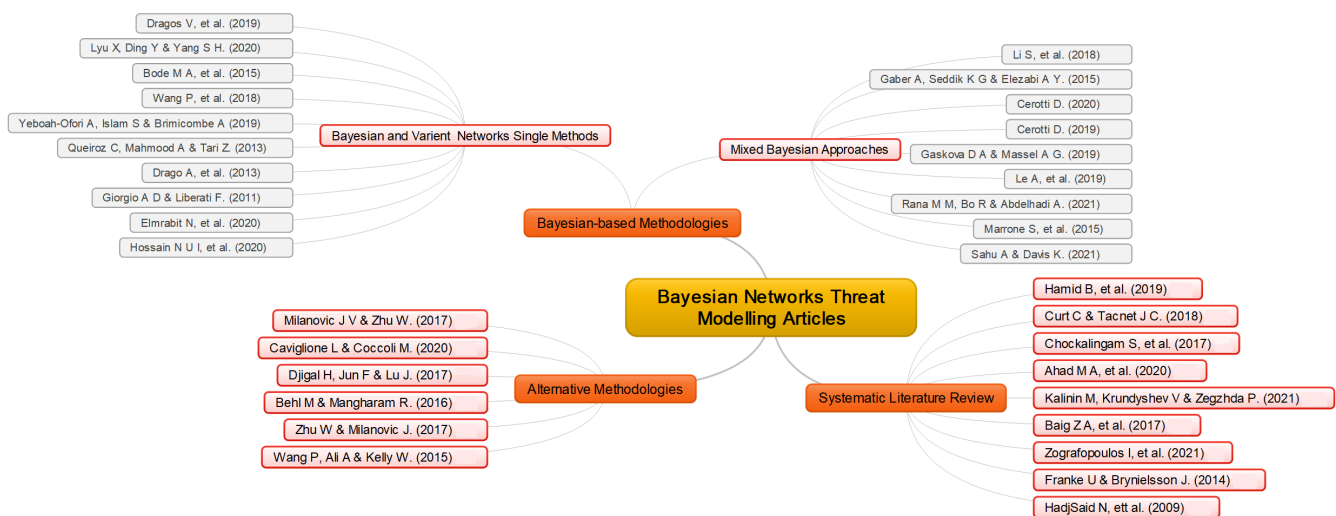 Dragos V, et al. (2019)
Lyu X, Ding Y & Yang S H. (2020)
Bode M A, et al. (2015)
Wang P, et al. (2018)
Yeboah-Ofori A, Islam S & Brimicombe A (2019)
Queiroz C, Mahmood A & Tari Z. (2013)
Drago A, et al. (2013)
Giorgio A D & Liberati F. (2011)
Elmrabit N, et al. (2020)
Hossain N U I, et al. (2020)
Bayesian and Varient Networks Single Methods
Li S, et al. (2018)
Gaber A, Seddik K G & Elezabi A Y. (2015)
Cerotti D. (2020)
Cerotti D. (2019)
Gaskova D A & Massel A G. (2019)
Le A, et al. (2019)
Rana M M, Bo R & Abdelhadi A. (2021)
Marrone S, et al. (2015)
Sahu A & Davis K. (2021)
Mixed Bayesian Approaches
Bayesian-based Methodologies
Bayesian Networks Threat
Modelling Articles
Milanovic J V & Zhu W. (2017)
Caviglione L & Coccoli M. (2020)
Djigal H, Jun F & Lu J. (2017)
Behl M & Mangharam R. (2016)
Zhu W & Milanovic J. (2017)
Wang P, Ali A & Kelly W. (2015)
Alternative Methodologies
Systematic Literature Review
Hamid B, et al. (2019)
Curt C & Tacnet J C. (2018)
Chockalingam S, et al. (2017)
Ahad M A, et al. (2020)
Kalinin M, Krundyshev V & Zegzhda P. (2021)
Baig Z A, et al. (2017)
Zografopoulos I, et al. (2021)
Franke U & Brynielsson J. (2014)
HadjSaid N, ett al. (2009)